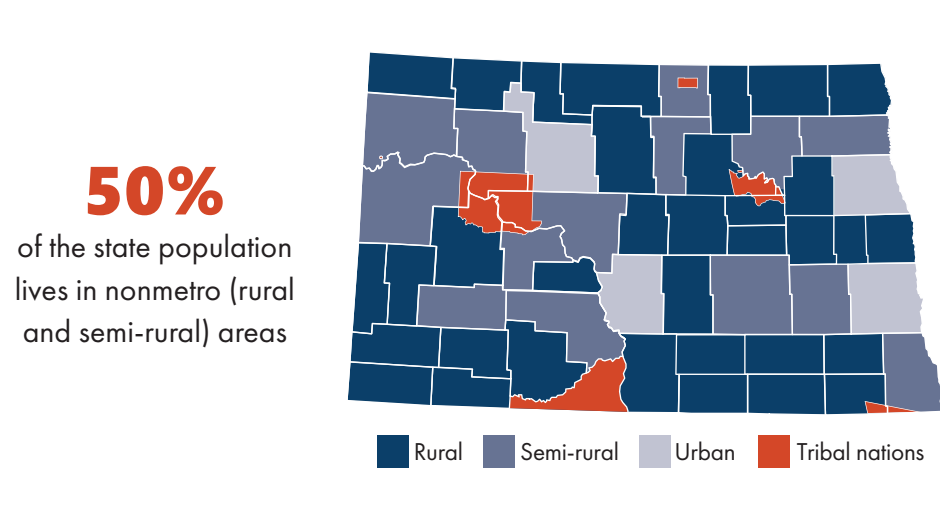 50%
of the state population
lives in nonmetro (rural
and semi-rural) areas
Rural
Semi-rural
Urban
Tribal nations